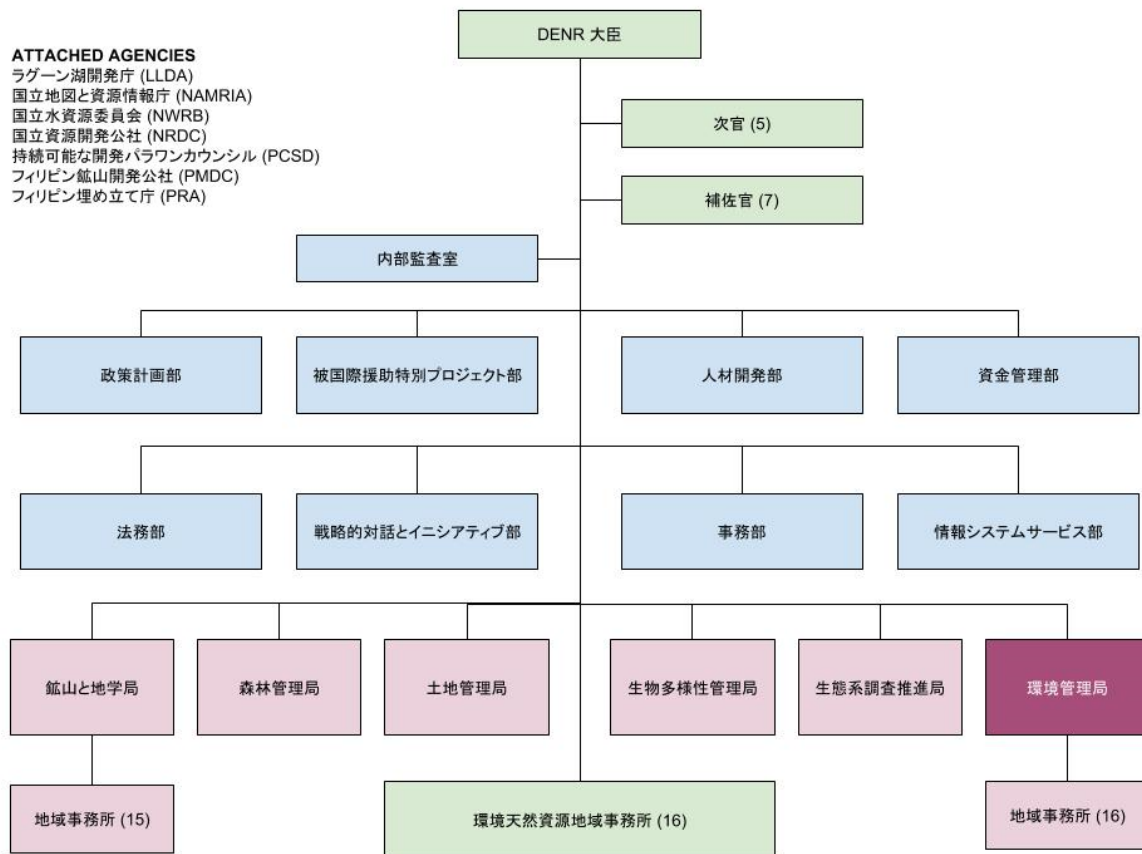 DENR 大臣
ATTACHED AGENCIES
ラグーン湖開発庁 (LLDA)
国立地図と資源情報庁 (NAMRIA)
国立水資源委員会 (NWRB)
国立資源開発公社 (NRDC)
持続可能な開発パラワンカウンシル (PCSD)
フィリピン鉱山開発公社 (PMDC)
フィリピン埋め立て庁 (PRA)
次官 (5)
補佐官 (7)
内部監査室
政策計画部
被国際援助特別プロジェクト部
人材開発部
資金管理部
法務部
戦略的対話とイニシアティブ部
事務部
情報システムサービス部
鉱山と地学局
森林管理局
土地管理局
生物多様性管理局
生態系調査推進局
環境管理局
地域事務所 (15)
環境天然資源地域事務所 (16)
地域事務所 (16)